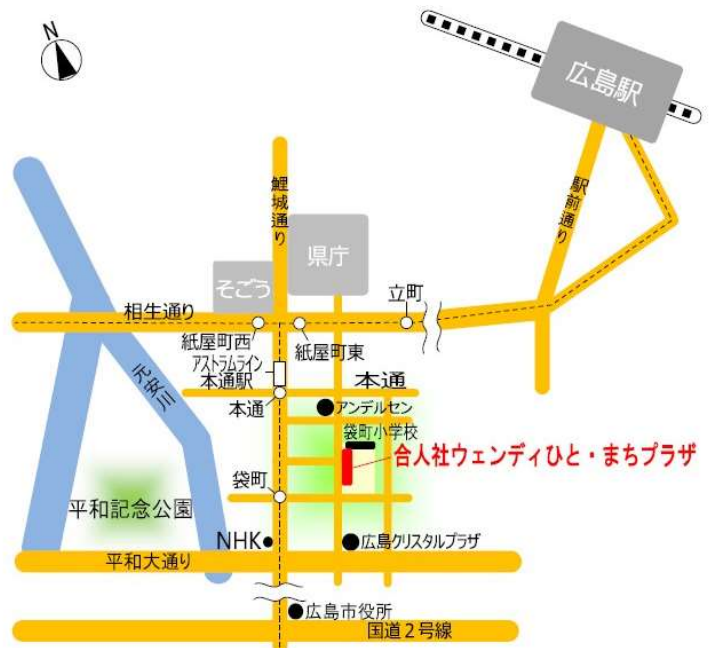 N
広島駅
鯉城通り
駅前通り
県庁
そごう
立町
相生通り
紙屋町西
紙屋町東
アストラムライン
本通駅
本通
本通
元安川
アンデルセン
袋町小学校
合人社ウェンディひと・まちプラザ
袋町
平和記念公園
NHK
広島クリスタルプラザ
平和大通り
広島市役所
国道2号線